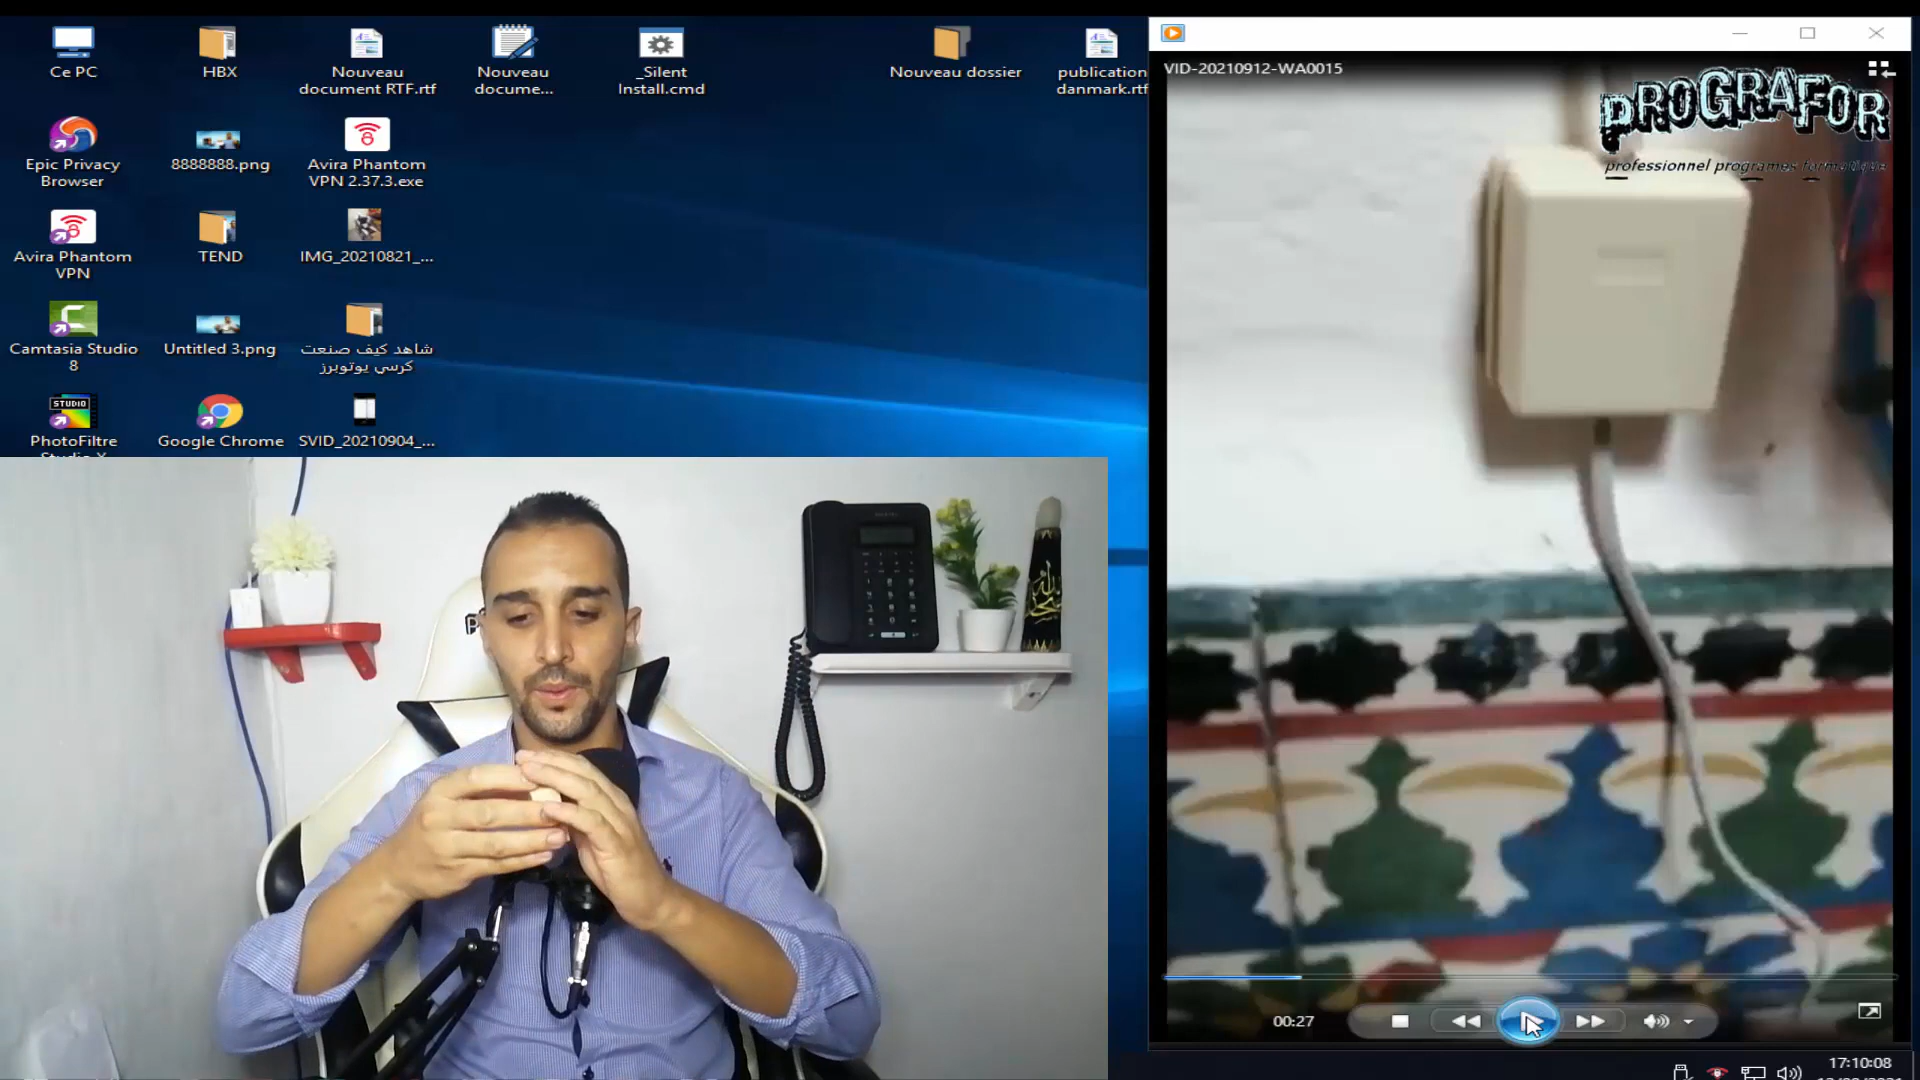 Ce PC
HBX
Nouveau
document RTF.rtf
Nouveau
docume...
_Silent
Install.cmd
Nouveau dossier
publication
danmark.rtf
Epic Privacy
Browser
8888888.png
Avira Phantom
VPN 2.37.3.exe
Avira Phantom
VPN
TEND
IMG_20210821_...
Camtasia Studio
8
Untitled 3.png
شاهد كيف صنعت
كرسي يوتوبرز
STUDIO
PhotoFiltre
Studio X
Google Chrome
SVID_20210904_...
VID-20210912-WA0015
PROGRAFOR
professionnel programes formatique
00:27
17:10:08